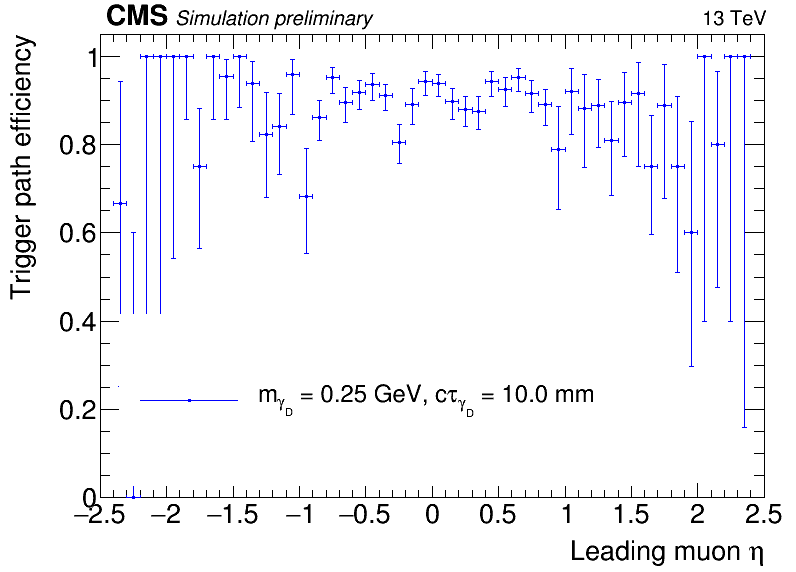 CMS Simulation preliminary 13 TeV
Trigger path efficiency
1
0.8
0.6
0.4
0.2
0
m_γ_D = 0.25 GeV, cτ_γ_D = 10.0 mm
−2.5 −2 −1.5 −1 −0.5 0 0.5 1 1.5 2 2.5
Leading muon η